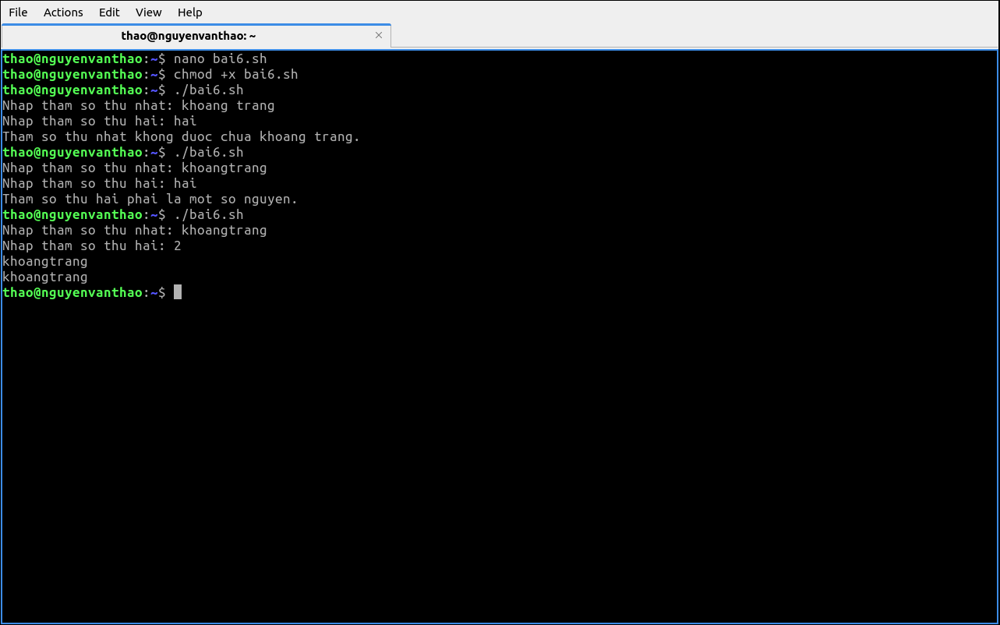 File Actions Edit View Help
thao@nguyenvanthao: ~ ×
thao@nguyenvanthao:~$ nano bai6.sh
thao@nguyenvanthao:~$ chmod +x bai6.sh
thao@nguyenvanthao:~$ ./bai6.sh
Nhap tham so thu nhat: khoang trang
Nhap tham so thu hai: hai
Tham so thu nhat khong duoc chua khoang trang.
thao@nguyenvanthao:~$ ./bai6.sh
Nhap tham so thu nhat: khoangtrang
Nhap tham so thu hai: hai
Tham so thu hai phai la mot so nguyen.
thao@nguyenvanthao:~$ ./bai6.sh
Nhap tham so thu nhat: khoangtrang
Nhap tham so thu hai: 2
khoangtrang
khoangtrang
thao@nguyenvanthao:~$